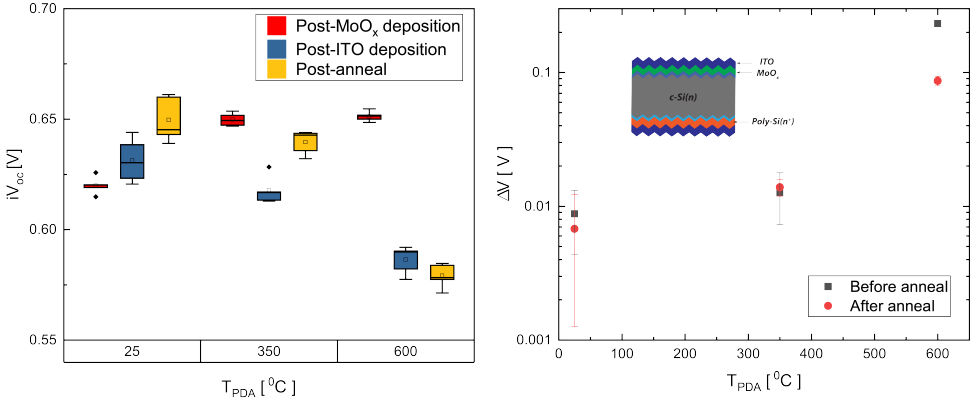 Post-MoOx deposition
Post-ITO deposition
Post-anneal
0.70
0.65
0.60
0.55
iVoc [V]
25 350 600
TPDA [ ⁰C]
ITO
MoOx
c-Si(n)
Poly-Si(n⁺)
0.1
0.01
0.001
ΔV [ V ]
Before anneal
After anneal
0 100 200 300 400 500 600
TPDA [ ⁰C]